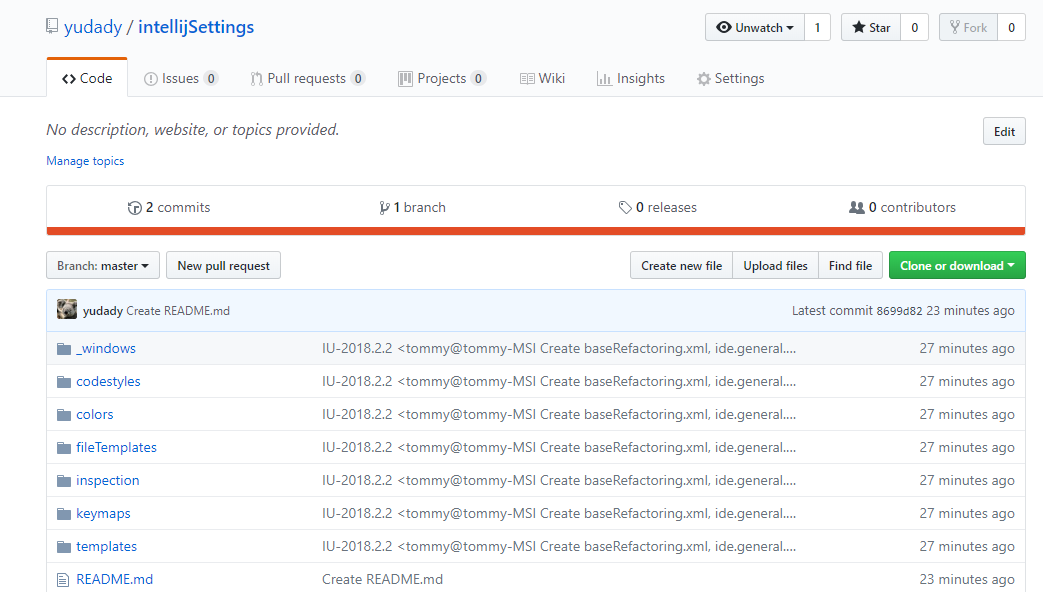 yudady / intellijSettings
Unwatch 1 Star 0 Fork 0
Code Issues 0 Pull requests 0 Projects 0 Wiki Insights Settings
No description, website, or topics provided.
Edit
Manage topics
2 commits 1 branch 0 releases 0 contributors
Branch: master New pull request Create new file Upload files Find file Clone or download
yudady Create README.md Latest commit 8699d82 23 minutes ago
_windows IU-2018.2.2 <tommy@tommy-MSI Create baseRefactoring.xml, ide.general.... 27 minutes ago
codestyles IU-2018.2.2 <tommy@tommy-MSI Create baseRefactoring.xml, ide.general.... 27 minutes ago
colors IU-2018.2.2 <tommy@tommy-MSI Create baseRefactoring.xml, ide.general.... 27 minutes ago
fileTemplates IU-2018.2.2 <tommy@tommy-MSI Create baseRefactoring.xml, ide.general.... 27 minutes ago
inspection IU-2018.2.2 <tommy@tommy-MSI Create baseRefactoring.xml, ide.general.... 27 minutes ago
keymaps IU-2018.2.2 <tommy@tommy-MSI Create baseRefactoring.xml, ide.general.... 27 minutes ago
templates IU-2018.2.2 <tommy@tommy-MSI Create baseRefactoring.xml, ide.general.... 27 minutes ago
README.md Create README.md 23 minutes ago